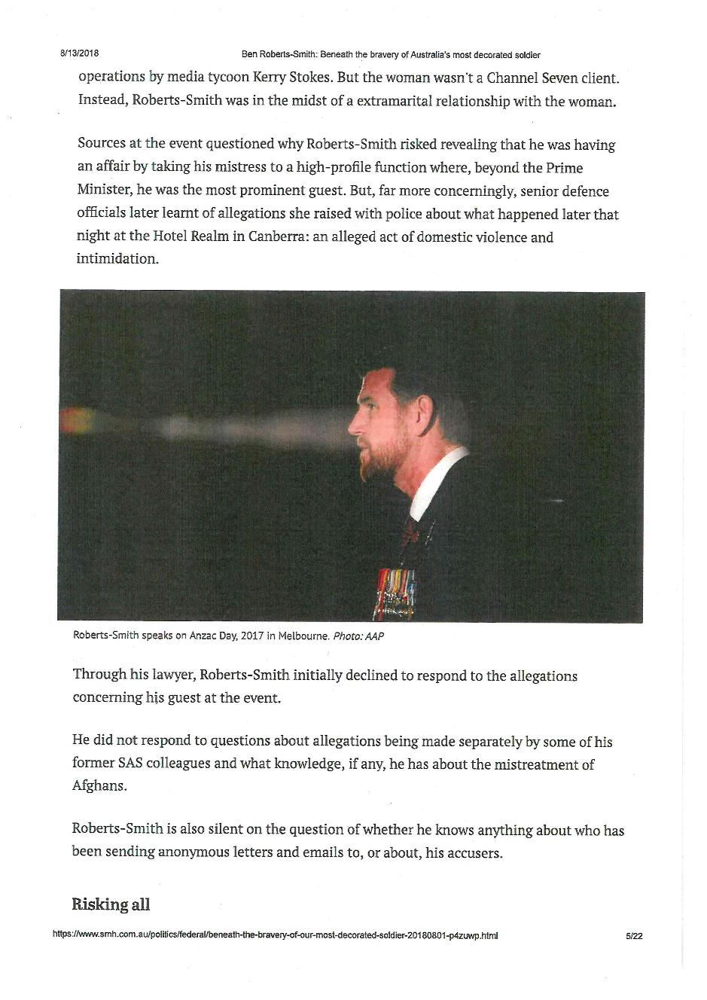 8/13/2018 Ben Roberts-Smith: Beneath the bravery of Australia's most decorated soldier
operations by media tycoon Kerry Stokes. But the woman wasn't a Channel Seven client.
Instead, Roberts-Smith was in the midst of a extramarital relationship with the woman.
Sources at the event questioned why Roberts-Smith risked revealing that he was having
an affair by taking his mistress to a high-profile function where, beyond the Prime
Minister, he was the most prominent guest. But, far more concerningly, senior defence
officials later learnt of allegations she raised with police about what happened later that
night at the Hotel Realm in Canberra: an alleged act of domestic violence and
intimidation.
Roberts-Smith speaks on Anzac Day, 2017 in Melbourne. Photo: AAP
Through his lawyer, Roberts-Smith initially declined to respond to the allegations
concerning his guest at the event.
He did not respond to questions about allegations being made separately by some of his
former SAS colleagues and what knowledge, if any, he has about the mistreatment of
Afghans.
Roberts-Smith is also silent on the question of whether he knows anything about who has
been sending anonymous letters and emails to, or about, his accusers.
Risking all
https://www.smh.com.au/politics/federal/beneath-the-bravery-of-our-most-decorated-soldier-20180801-p4zuwp.html 5/22